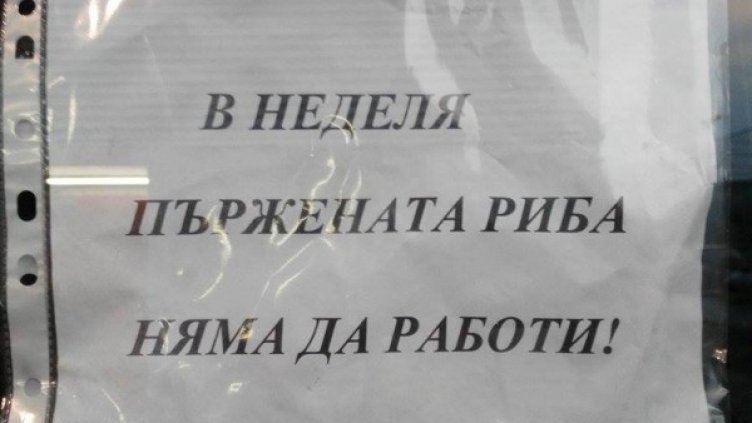 В НЕДЕЛЯ
ПЪРЖЕНАТА РИБА
НЯМА ДА РАБОТИ!